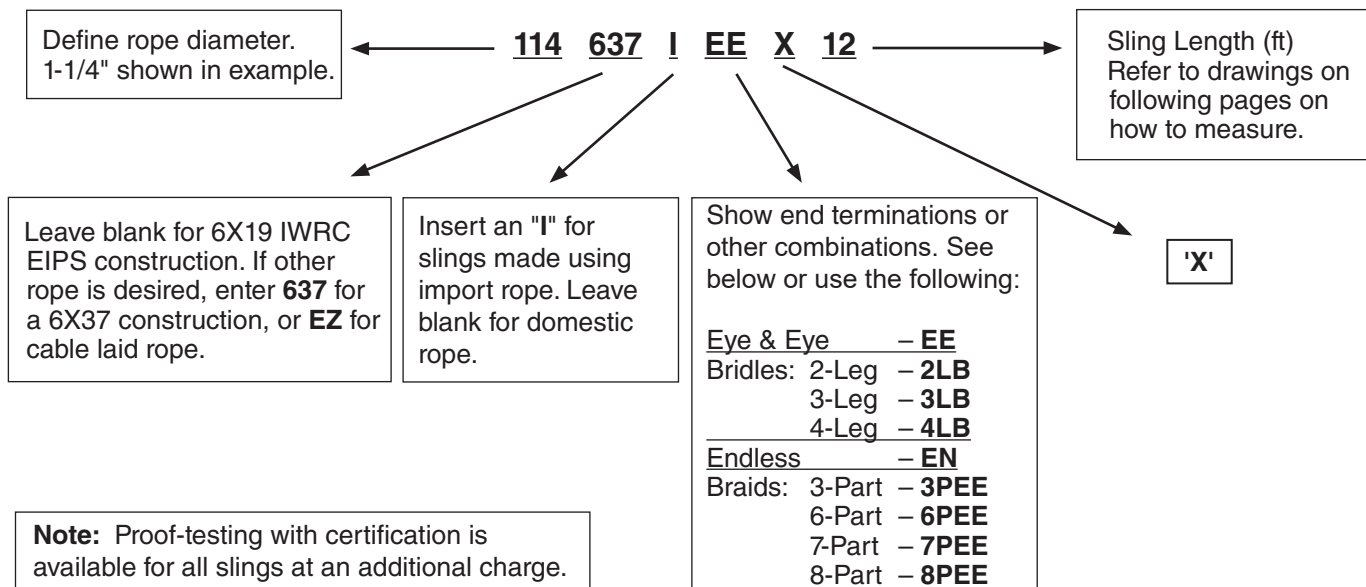 Define rope diameter.
1-1/4" shown in example.
114 637 I EE X 12
Sling Length (ft)
Refer to drawings on
following pages on
how to measure.
Leave blank for 6X19 IWRC
EIPS construction. If other
rope is desired, enter 637 for
a 6X37 construction, or EZ for
cable laid rope.
Insert an "I" for
slings made using
import rope. Leave
blank for domestic
rope.
Show end terminations or
other combinations. See
below or use the following:
Eye & Eye – EE
Bridles: 2-Leg – 2LB
3-Leg – 3LB
4-Leg – 4LB
Endless – EN
Braids: 3-Part – 3PEE
6-Part – 6PEE
7-Part – 7PEE
8-Part – 8PEE
'X'
Note: Proof-testing with certification is
available for all slings at an additional charge.